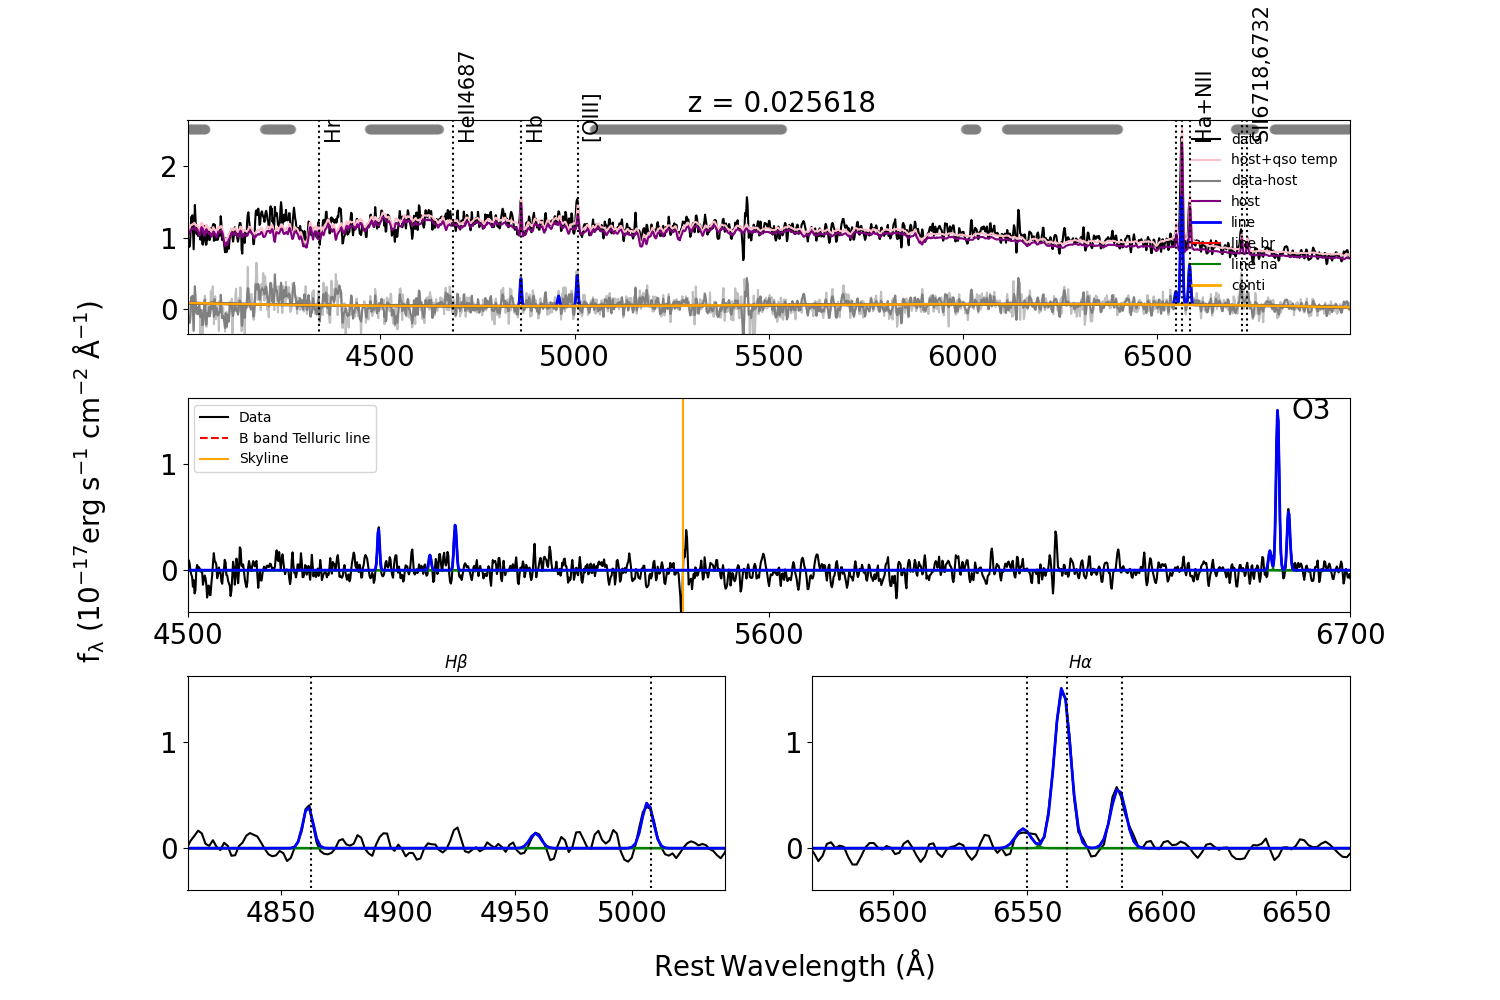 z = 0.025618
Hr
HeII4687
Hb
[OIII]
Ha+NII
SII6718,6732
data
host+qso temp
data-host
host
line
line br
line na
conti
2
1
0
4500
5000
5500
6000
6500
Data
B band Telluric line
Skyline
O3
1
0
4500
5600
6700
fλ (10⁻¹⁷erg s⁻¹ cm⁻² Å⁻¹)
Hβ
1
0
4850
4900
4950
5000
Hα
1
0
6500
6550
6600
6650
Rest Wavelength (Å)